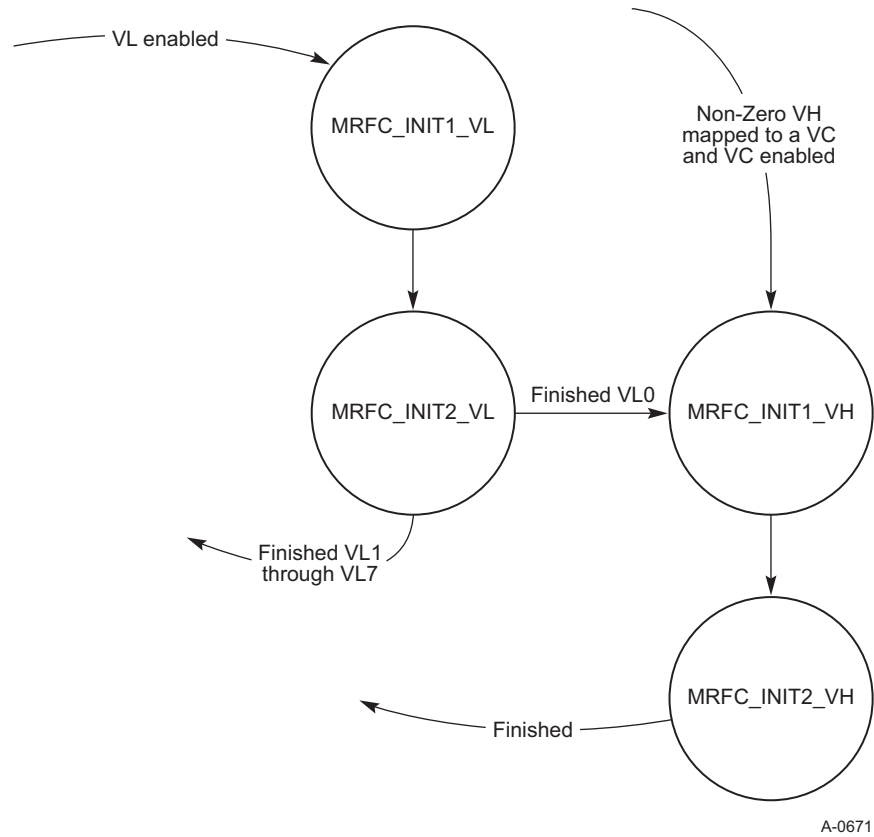 VL enabled
MRFC_INIT1_VL
Non-Zero VH
mapped to a VC
and VC enabled
MRFC_INIT2_VL
Finished VL0
MRFC_INIT1_VH
Finished VL1
through VL7
MRFC_INIT2_VH
Finished
A-0671